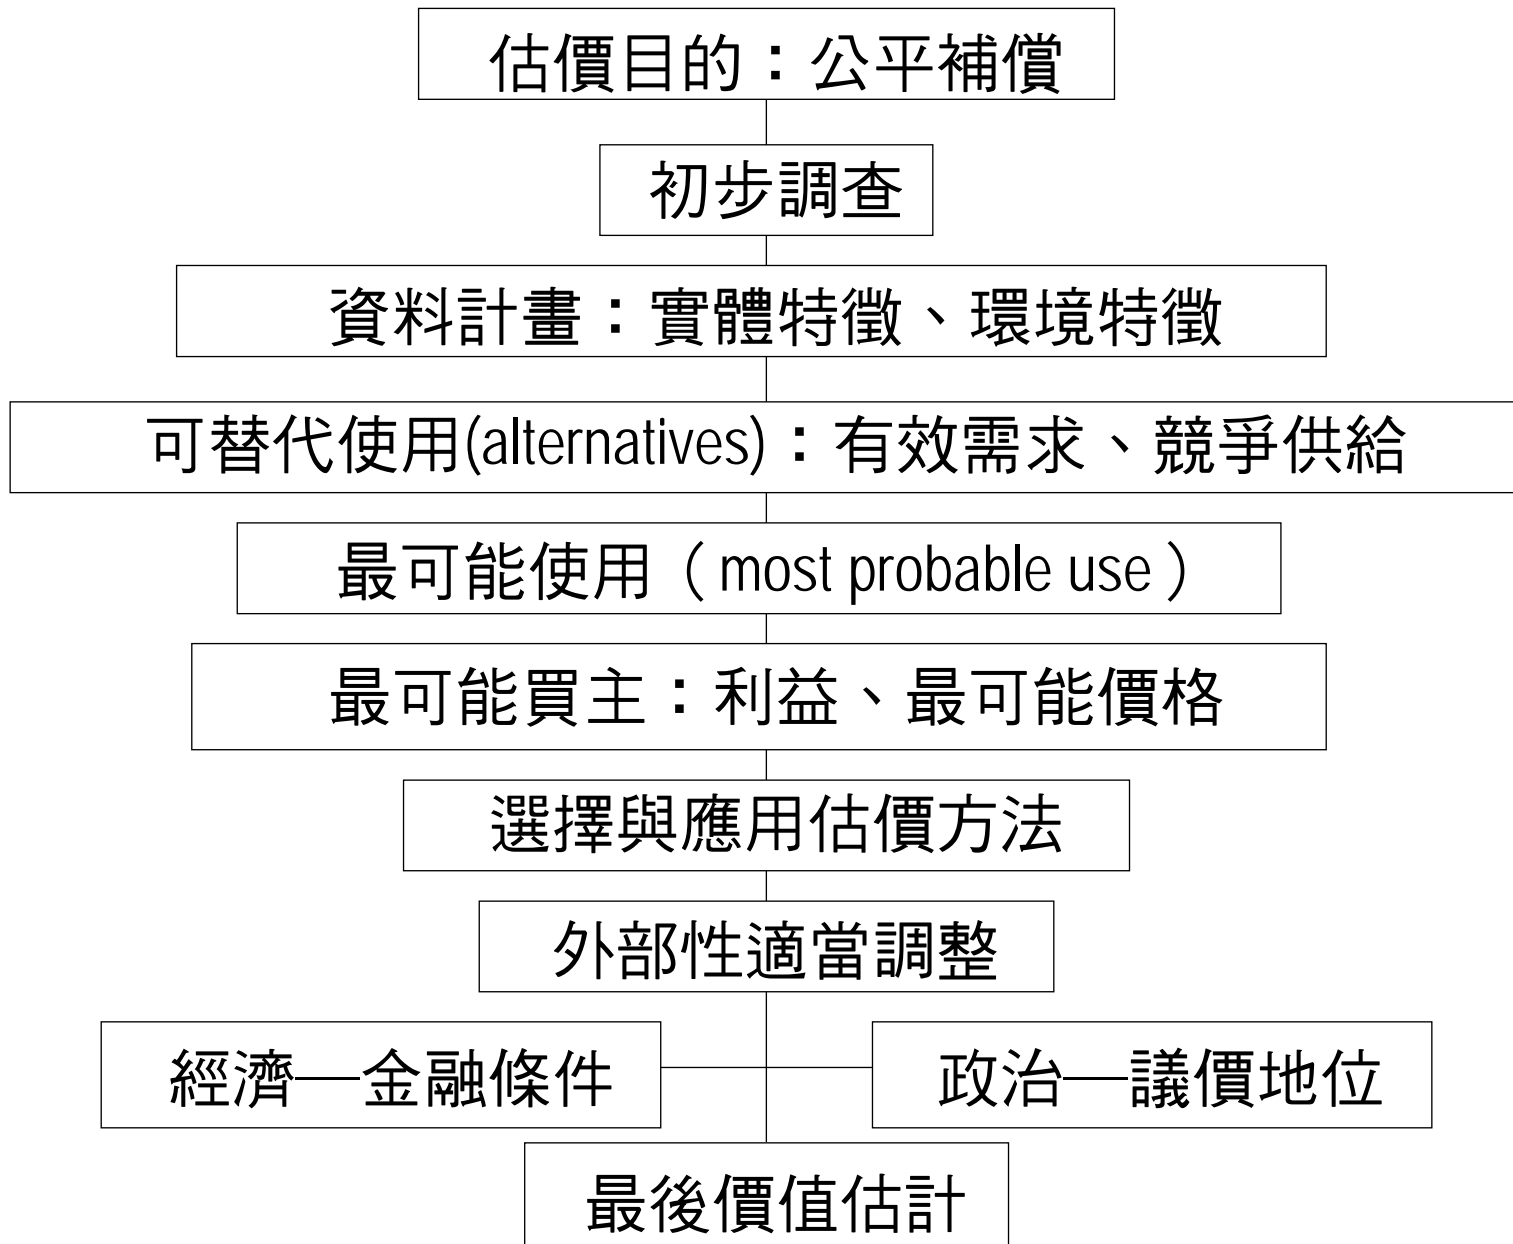 估價目的：公平補償
初步調查
資料計畫：實體特徵、環境特徵
可替代使用(alternatives)：有效需求、競爭供給
最可能使用（most probable use）
最可能買主：利益、最可能價格
選擇與應用估價方法
外部性適當調整
經濟—金融條件
政治—議價地位
最後價值估計